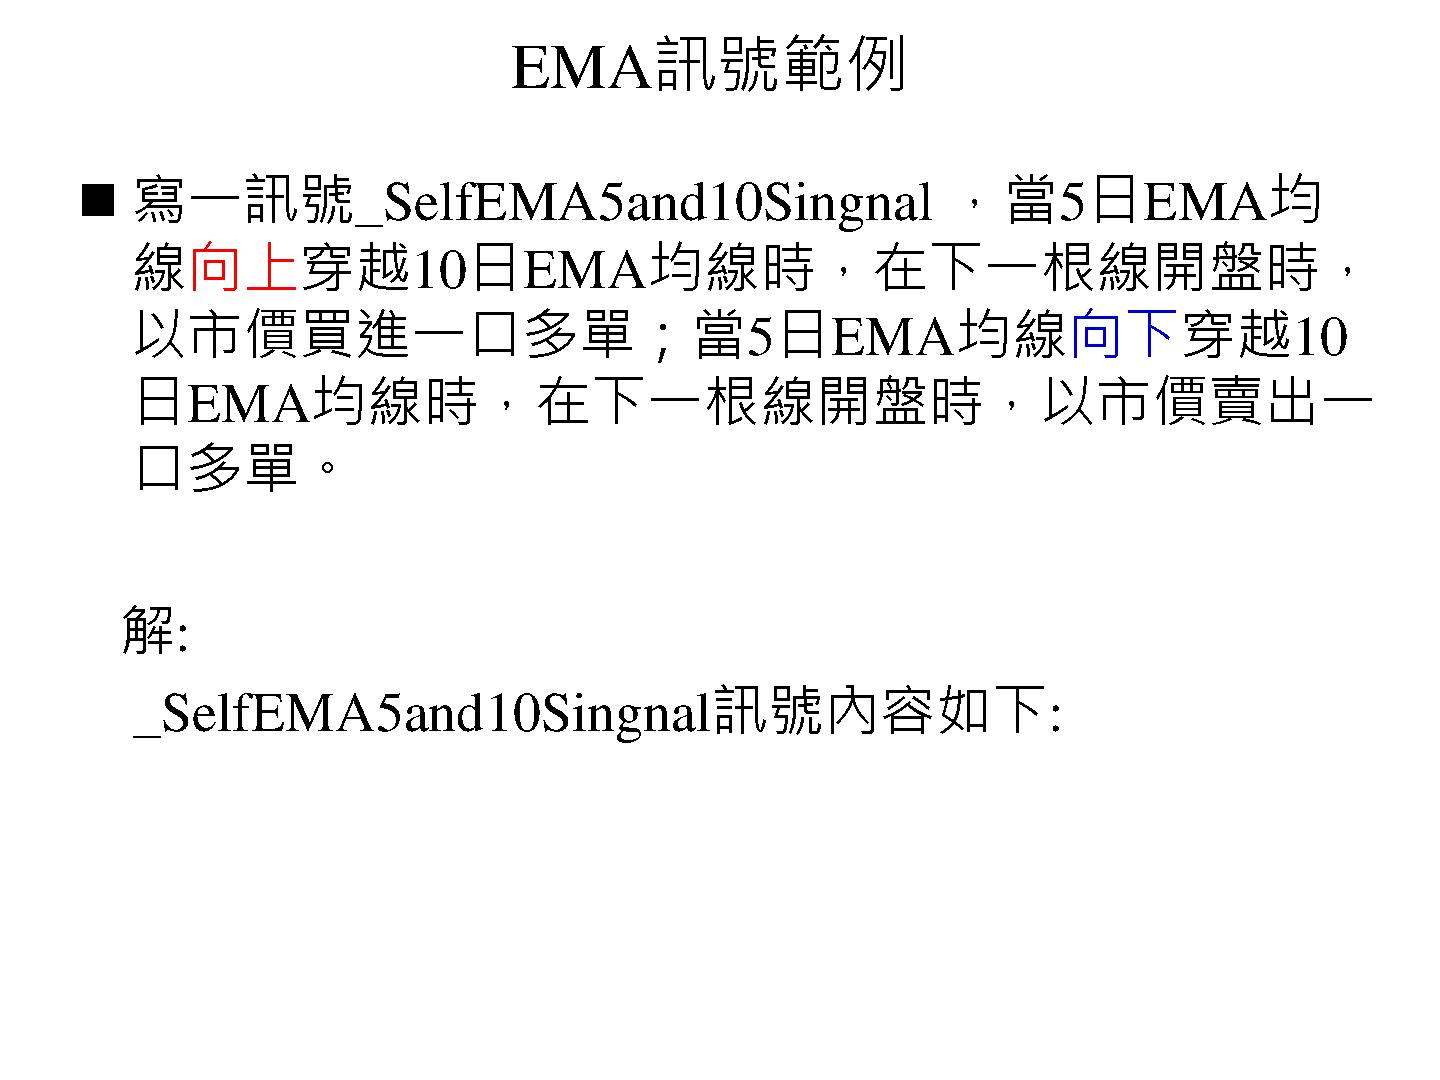 EMA訊號範例
■ 寫一訊號_SelfEMA5and10Singnal ，當5日EMA均
線向上穿越10日EMA均線時，在下一根線開盤時，
以市價買進一口多單；當5日EMA均線向下穿越10
日EMA均線時，在下一根線開盤時，以市價賣出一
口多單。
解:
_SelfEMA5and10Singnal訊號內容如下: